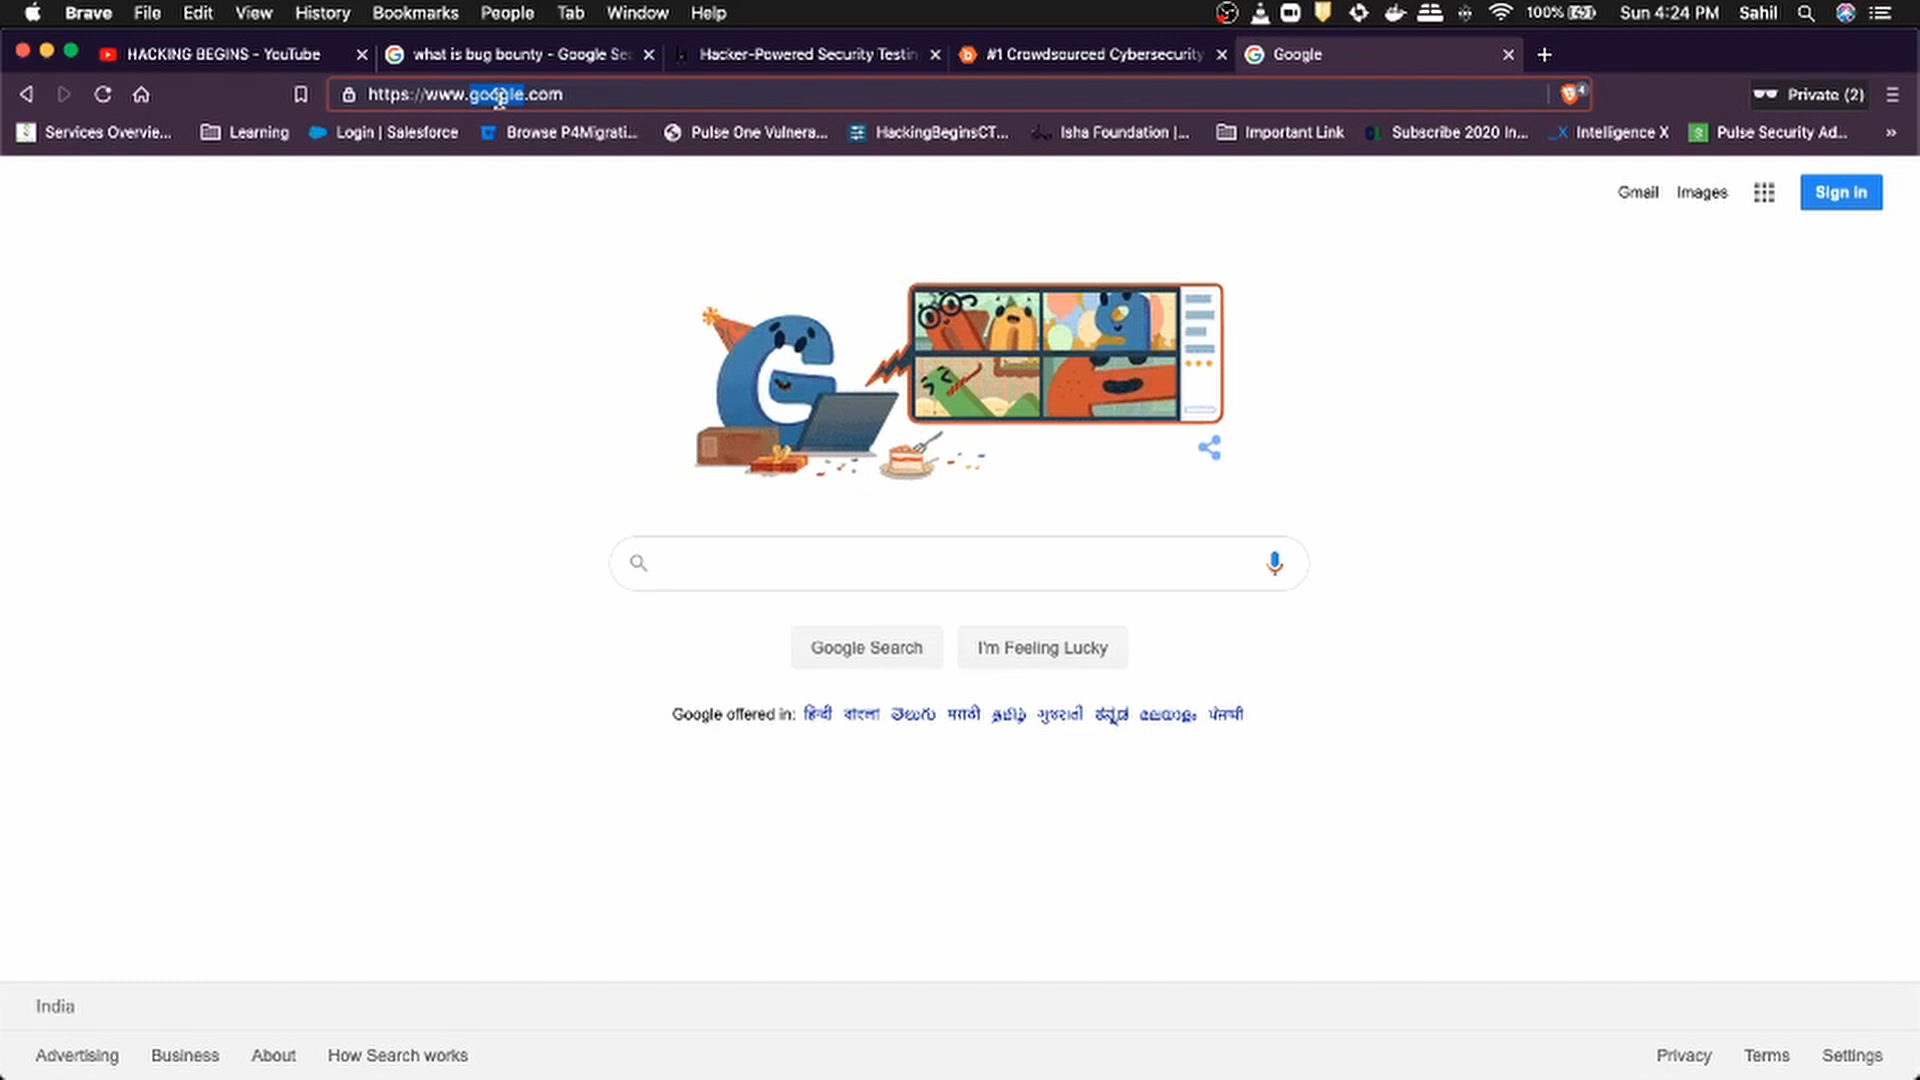 Brave File Edit View History Bookmarks People Tab Window Help 100% Sun 4:24 PM Sahil
HACKING BEGINS - YouTube what is bug bounty - Google Se Hacker-Powered Security Testin #1 Crowdsourced Cybersecurity Google
https://www.google.com 4 Private (2)
Services Overvie... Learning Login | Salesforce Browse P4Migrati... Pulse One Vulnera... HackingBeginsCT... Isha Foundation |... Important Link Subscribe 2020 In... Intelligence X Pulse Security Ad... »
Gmail Images Sign in
Google Search I'm Feeling Lucky
Google offered in: हिन्दी বাংলা తెలుగు मराठी தமிழ் ગુજરાતી ಕನ್ನಡ മലയാളം ਪੰਜਾਬੀ
India
Advertising Business About How Search works Privacy Terms Settings